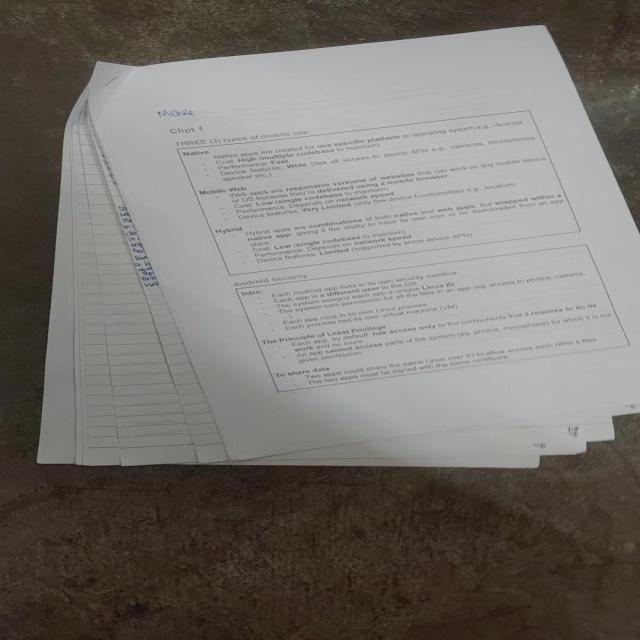 Mobile
Chpt 1
THREE (3) types of mobile app
Native
- Native apps are created for one specific platform or operating system e.g., Android
- Cost: High (multiple codebase to maintain)
- Performance: Fast
- Device features: Wide (has all access to device APIs e.g., cameras, microphones
speaker etc.)
Mobile Web
- Web apps are responsive versions of websites that can work on any mobile device
or OS because they're delivered using a mobile browser
- Cost: Low (single codebase to maintain)
- Performance: Depends on network speed
- Device features: Very Limited (only few device functionalities e.g., location)
Hybrid
- Hybrid apps are combinations of both native and web apps, but wrapped within a
native app, giving it the ability to have its own icon or be downloaded from an app
store.
- Cost: Low (single codebase to maintain)
- Performance: Depends on network speed
- Device features: Limited (supported by some device APIs)
Android Security
Intro
- Each Android app lives in its own security sandbox
- Each app is a different user to the OS
- The system assign each app a unique Linux ID
- The system sets permission for all the files in an app (eg. access to photos, camera,
- Each app runs in its own Linux process
- Each process has its own virtual machine (VM)
The Principles of Least Privilege
- Each app, by default, has access only to the components that it requires to do its
work and no more
- An app cannot access parts of the system (eg. photos, microphone) for which it is not
given permission
To share data
- Two apps could share the same Linux user ID to allow access each other's files
- The two apps must be signed with the same